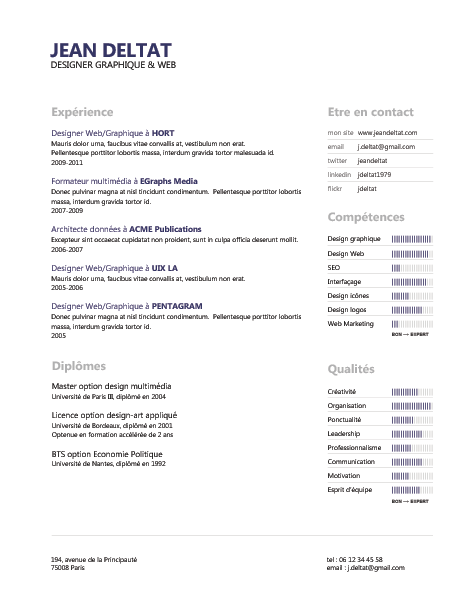 JEAN DELTAT
DESIGNER GRAPHIQUE & WEB
Expérience
Designer Web/Graphique à HORT
Mauris dolor urna, faucibus vitae convallis at, vestibulum non erat.
Pellentesque porttitor lobortis massa, interdum gravida tortor malesuada id.
2009-2011
Formateur multimédia à EGraphs Media
Donec pulvinar magna at nisl tincidunt condimentum. Pellentesque porttitor lobortis
massa, interdum gravida tortor id.
2007-2009
Architecte données à ACME Publications
Excepteur sint occaecat cupidatat non proident, sunt in culpa officia deserunt mollit.
2006-2007
Designer Web/Graphique à UIX LA
Mauris dolor urna, faucibus vitae convallis at, vestibulum non erat.
2005-2006
Designer Web/Graphique à PENTAGRAM
Donec pulvinar magna at nisl tincidunt condimentum. Pellentesque porttitor lobortis
massa, interdum gravida tortor id.
2005
Diplômes
Master option design multimédia
Université de Paris III, diplômé en 2004
Licence option design-art appliqué
Université de Bordeaux, diplômé en 2001
Optenue en formation accélérée de 2 ans
BTS option Economie Politique
Université de Nantes, diplômé en 1992
Etre en contact
mon site www.jeandeltat.com
email j.deltat@gmail.com
twitter jeandeltat
linkedin jdeltat1979
flickr jdeltat
Compétences
Design graphique
Design Web
SEO
Interfaçage
Design icônes
Design logos
Web Marketing
BON → EXPERT
Qualités
Créativité
Organisation
Ponctualité
Leadership
Professionnalisme
Communication
Motivation
Esprit d'équipe
BON → EXPERT
194, avenue de la Principauté
75008 Paris
tel : 06 12 34 45 58
email : j.deltat@gmail.com